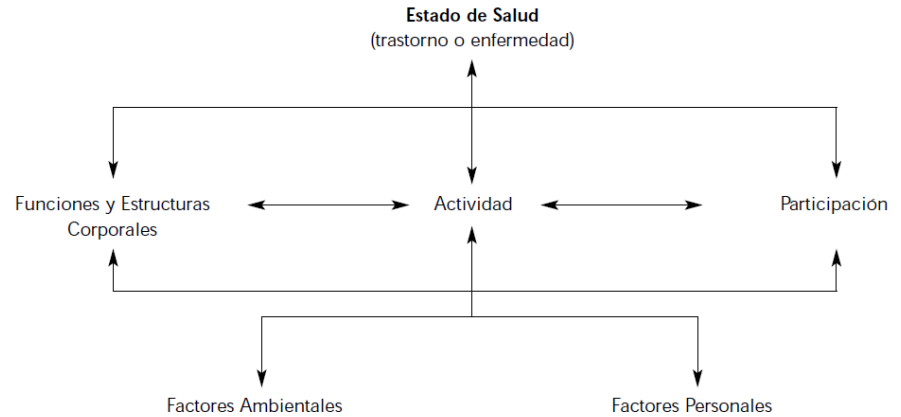 Estado de Salud
(trastorno o enfermedad)
Funciones y Estructuras
Corporales
Actividad
Participación
Factores Ambientales
Factores Personales